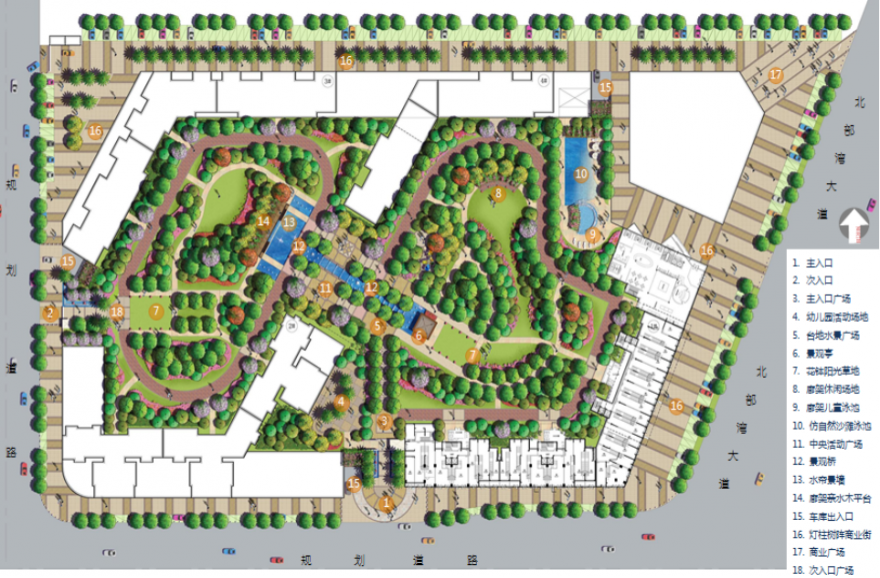 16
17
15
16
10
8
9
14
13
12
16
15
11
12
2
18
7
5
6
7
4
3
16
15
1
北部湾大道
北部湾大道
规划道路
规划道路
1. 主入口
2. 次入口
3. 主入口广场
4. 幼儿园活动场地
5. 台地水景广场
6. 景观亭
7. 花钵阳光草地
8. 廊架休闲场地
9. 廊架儿童泳池
10. 仿自然沙滩泳池
11. 中央活动广场
12. 景观桥
13. 水帘景墙
14. 廊架亲水木平台
15. 车库出入口
16. 灯柱树阵商业街
17. 商业广场
18. 次入口广场